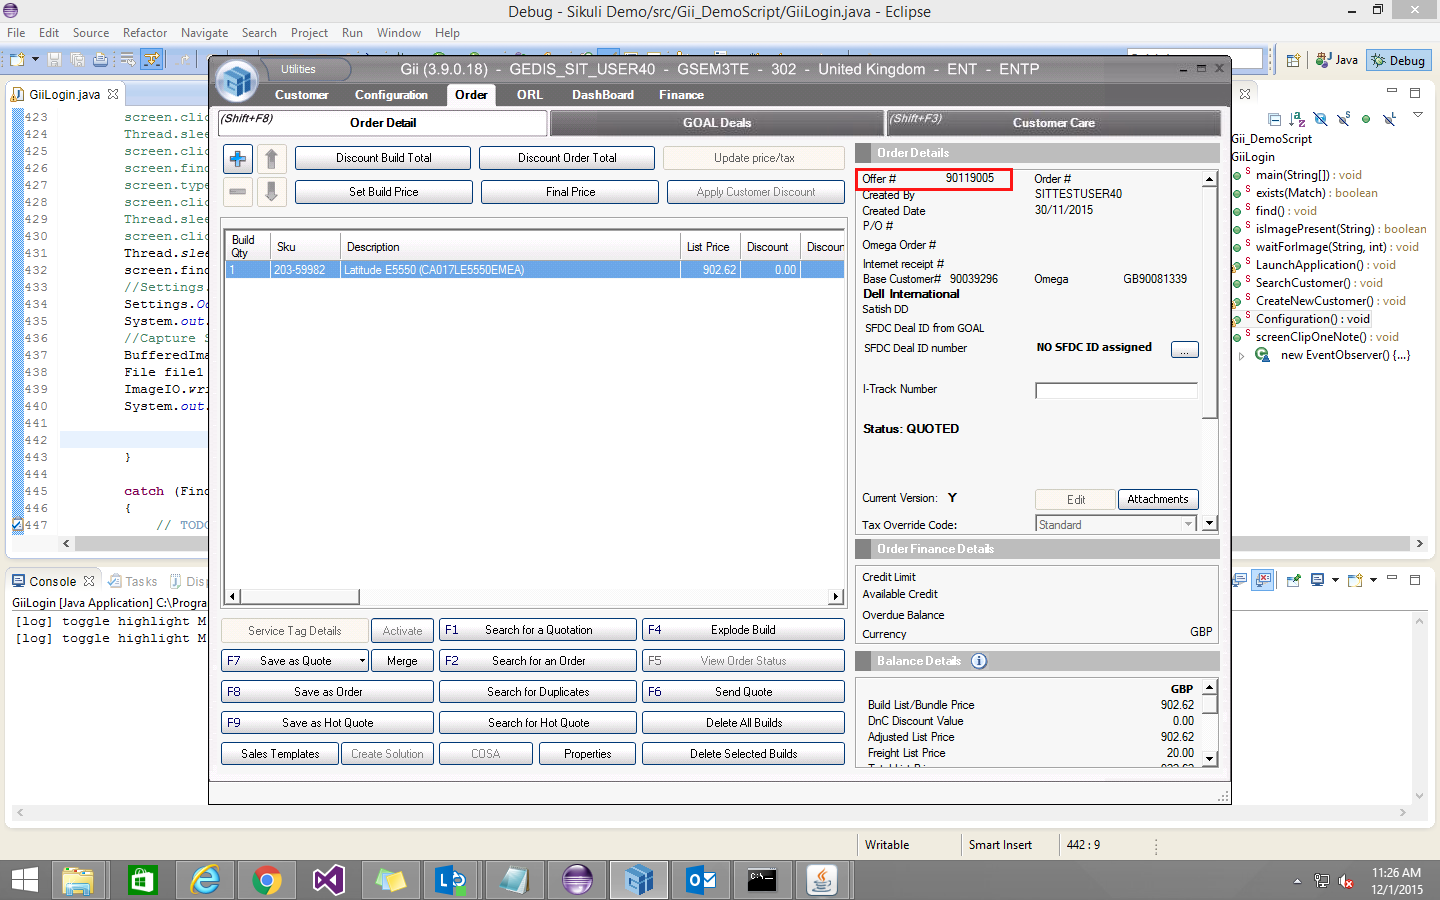 Debug - Sikuli Demo/src/Gii_DemoScript/GiiLogin.java - Eclipse
File Edit Source Refactor Navigate Search Project Run Window Help
Java Debug
GiiLogin.java
423 screen.clic
424 Thread.slee
425 screen.clic
426 screen.find
427 screen.type
428 screen.clic
429 Thread.slee
430 screen.clic
431 Thread.slee
432 screen.find
433 //Settings.
434 Settings.Oc
435 System.out.
436 //Capture S
437 BufferedIma
438 File file1
439 ImageIO.wri
440 System.out.
441
442
443 }
444
445 catch (Find
446 {
447 // TODO
Utilities
Gii (3.9.0.18) - GEDIS_SIT_USER40 - GSEM3TE - 302 - United Kingdom - ENT - ENTP
Customer Configuration Order ORL DashBoard Finance
(Shift+F8) Order Detail GOAL Deals (Shift+F3) Customer Care
Discount Build Total Discount Order Total Update price/tax
Set Build Price Final Price Apply Customer Discount
Build Qty Sku Description List Price Discount Discoun
1 203-59982 Latitude E5550 (CA017LE5550EMEA) 902.62 0.00
Service Tag Details Activate F1 Search for a Quotation F4 Explode Build
F7 Save as Quote Merge F2 Search for an Order F5 View Order Status
F8 Save as Order Search for Duplicates F6 Send Quote
F9 Save as Hot Quote Search for Hot Quote Delete All Builds
Sales Templates Create Solution COSA Properties Delete Selected Builds
Order Details
Offer # 90119005 Order #
Created By SITTESTUSER40
Created Date 30/11/2015
P/O #
Omega Order #
Internet receipt #
Base Customer# 90039296 Omega GB90081339
Dell International
Satish DD
SFDC Deal ID from GOAL
SFDC Deal ID number NO SFDC ID assigned ...
I-Track Number
Status: QUOTED
Current Version: Y Edit Attachments
Tax Override Code: Standard
Order Finance Details
Credit Limit
Available Credit
Overdue Balance
Currency GBP
Balance Details
GBP
Build List/Bundle Price 902.62
DnC Discount Value 0.00
Adjusted List Price 902.62
Freight List Price 20.00
Gii_DemoScript
GiiLogin
main(String[]) : void
exists(Match) : boolean
find() : void
isImagePresent(String) : boolean
waitForImage(String, int) : void
LaunchApplication() : void
SearchCustomer() : void
CreateNewCustomer() : void
Configuration() : void
screenClipOneNote() : void
new EventObserver() {...}
Console Tasks Disp
GiiLogin [Java Application] C:\Progra
[log] toggle highlight M
[log] toggle highlight M
Writable Smart Insert 442 : 9
11:26 AM
12/1/2015